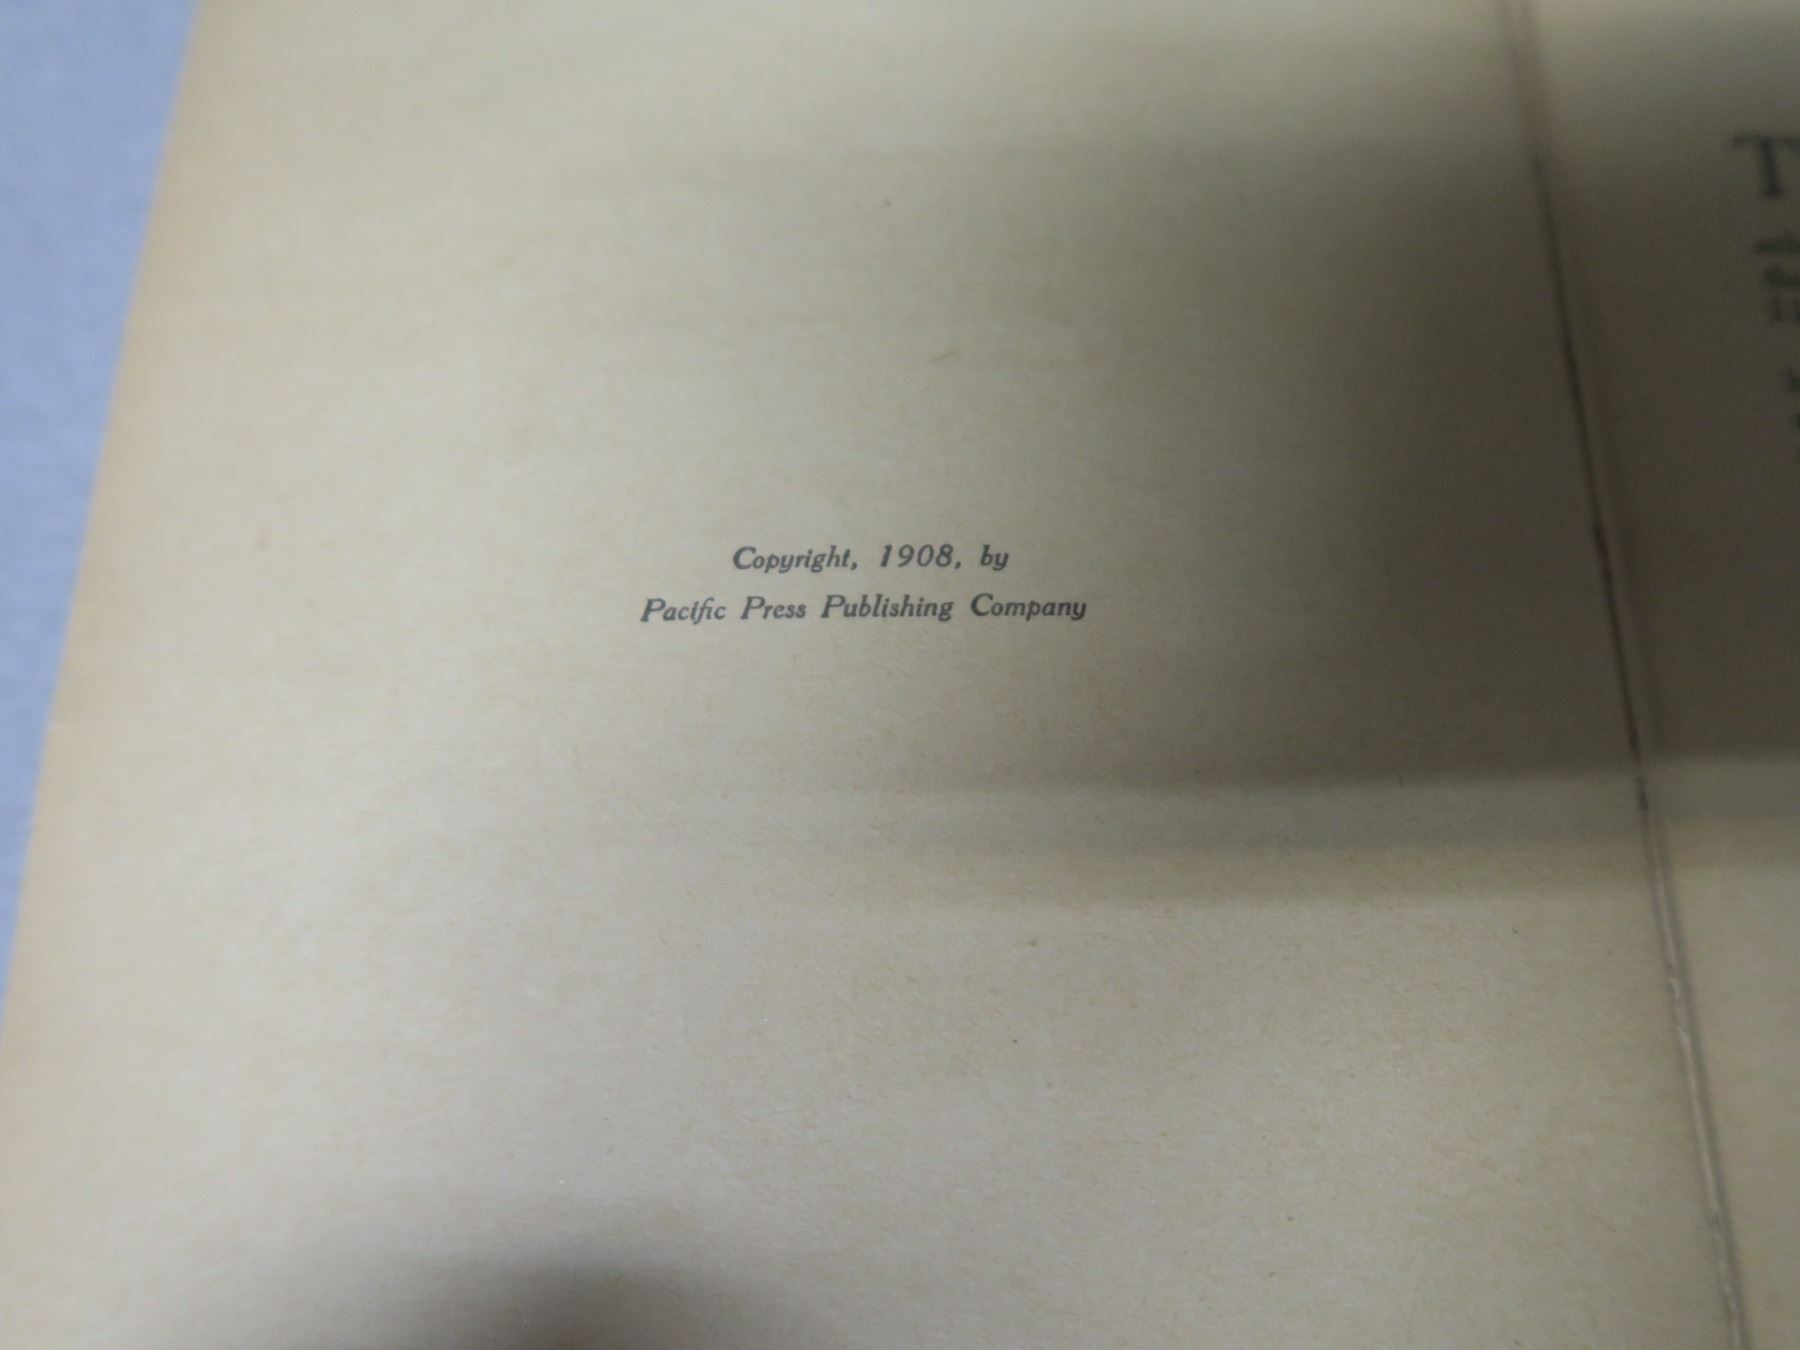 Copyright, 1908, by
Pacific Press Publishing Company